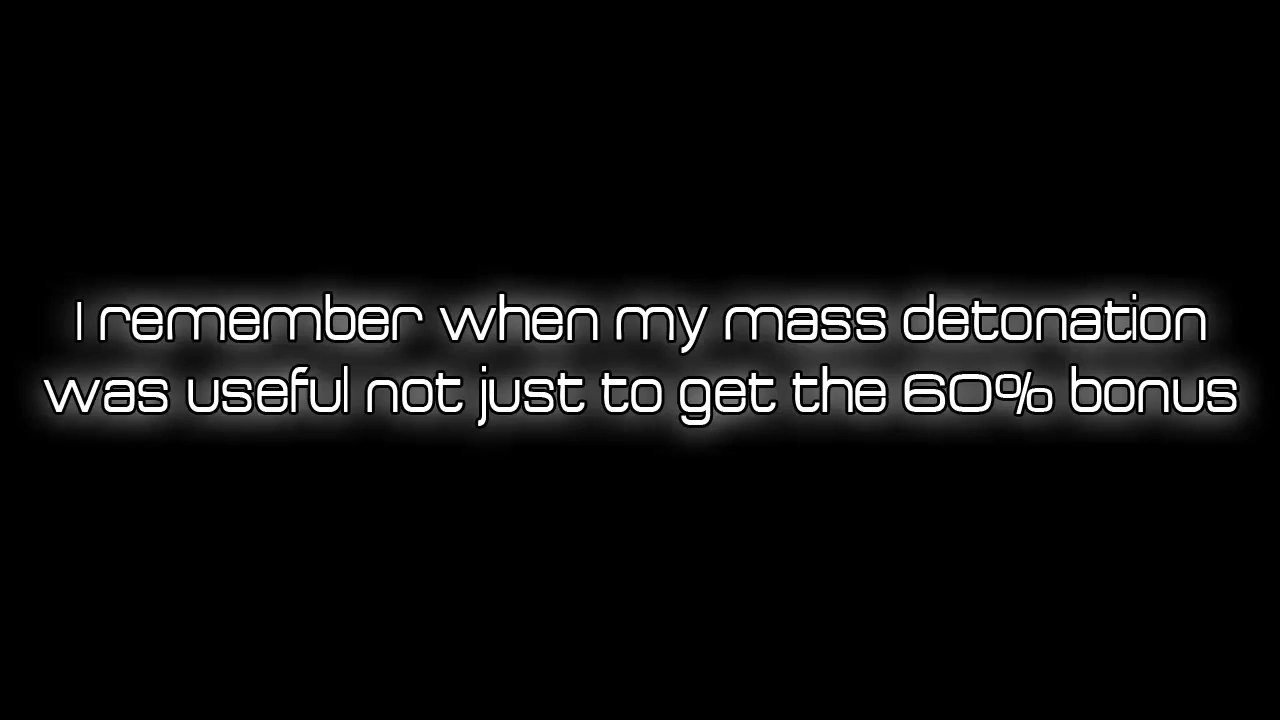 I remember when my mass detonation
was useful not just to get the 60% bonus